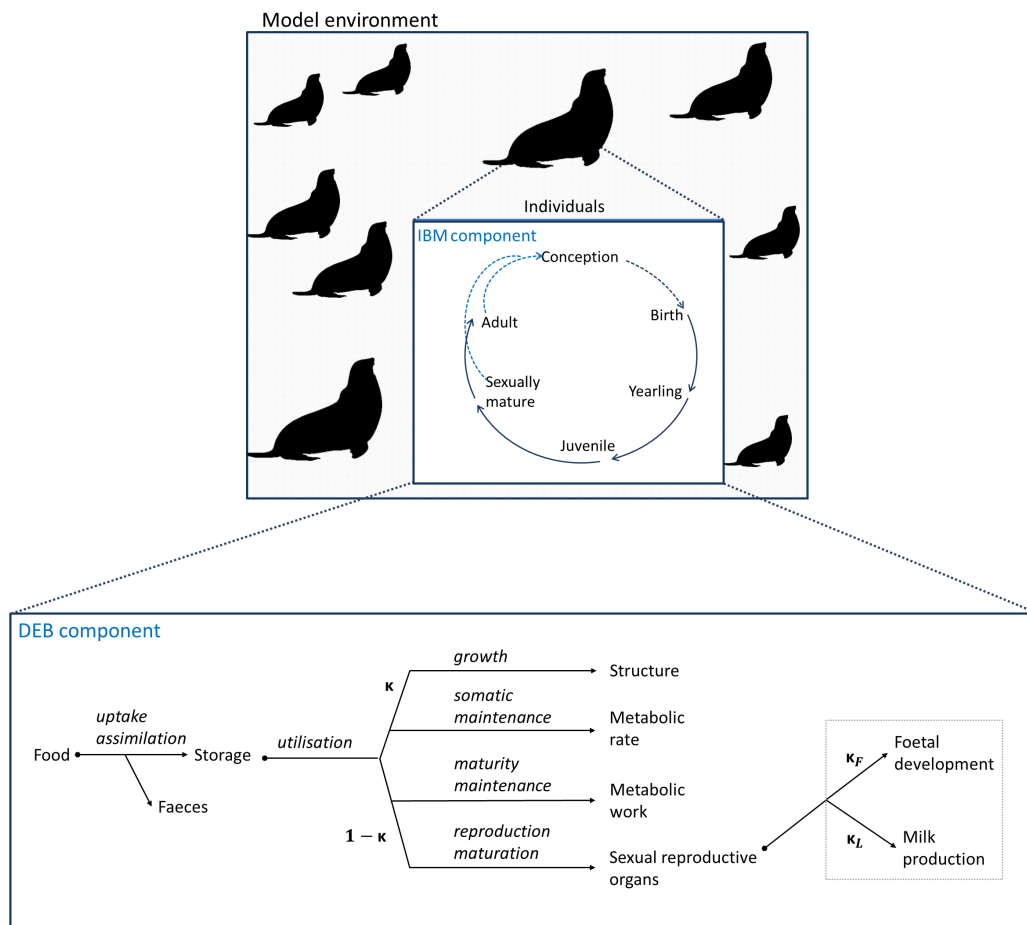 Model environment
Individuals
IBM component
Conception
Birth
Adult
Yearling
Sexually
mature
Juvenile
DEB component
growth
Structure
κ
somatic
maintenance
Metabolic
rate
uptake
assimilation
Food
Storage
utilisation
Faeces
maturity
maintenance
Metabolic
work
1 − κ
reproduction
maturation
Sexual reproductive
organs
κF
Foetal
development
κL
Milk
production